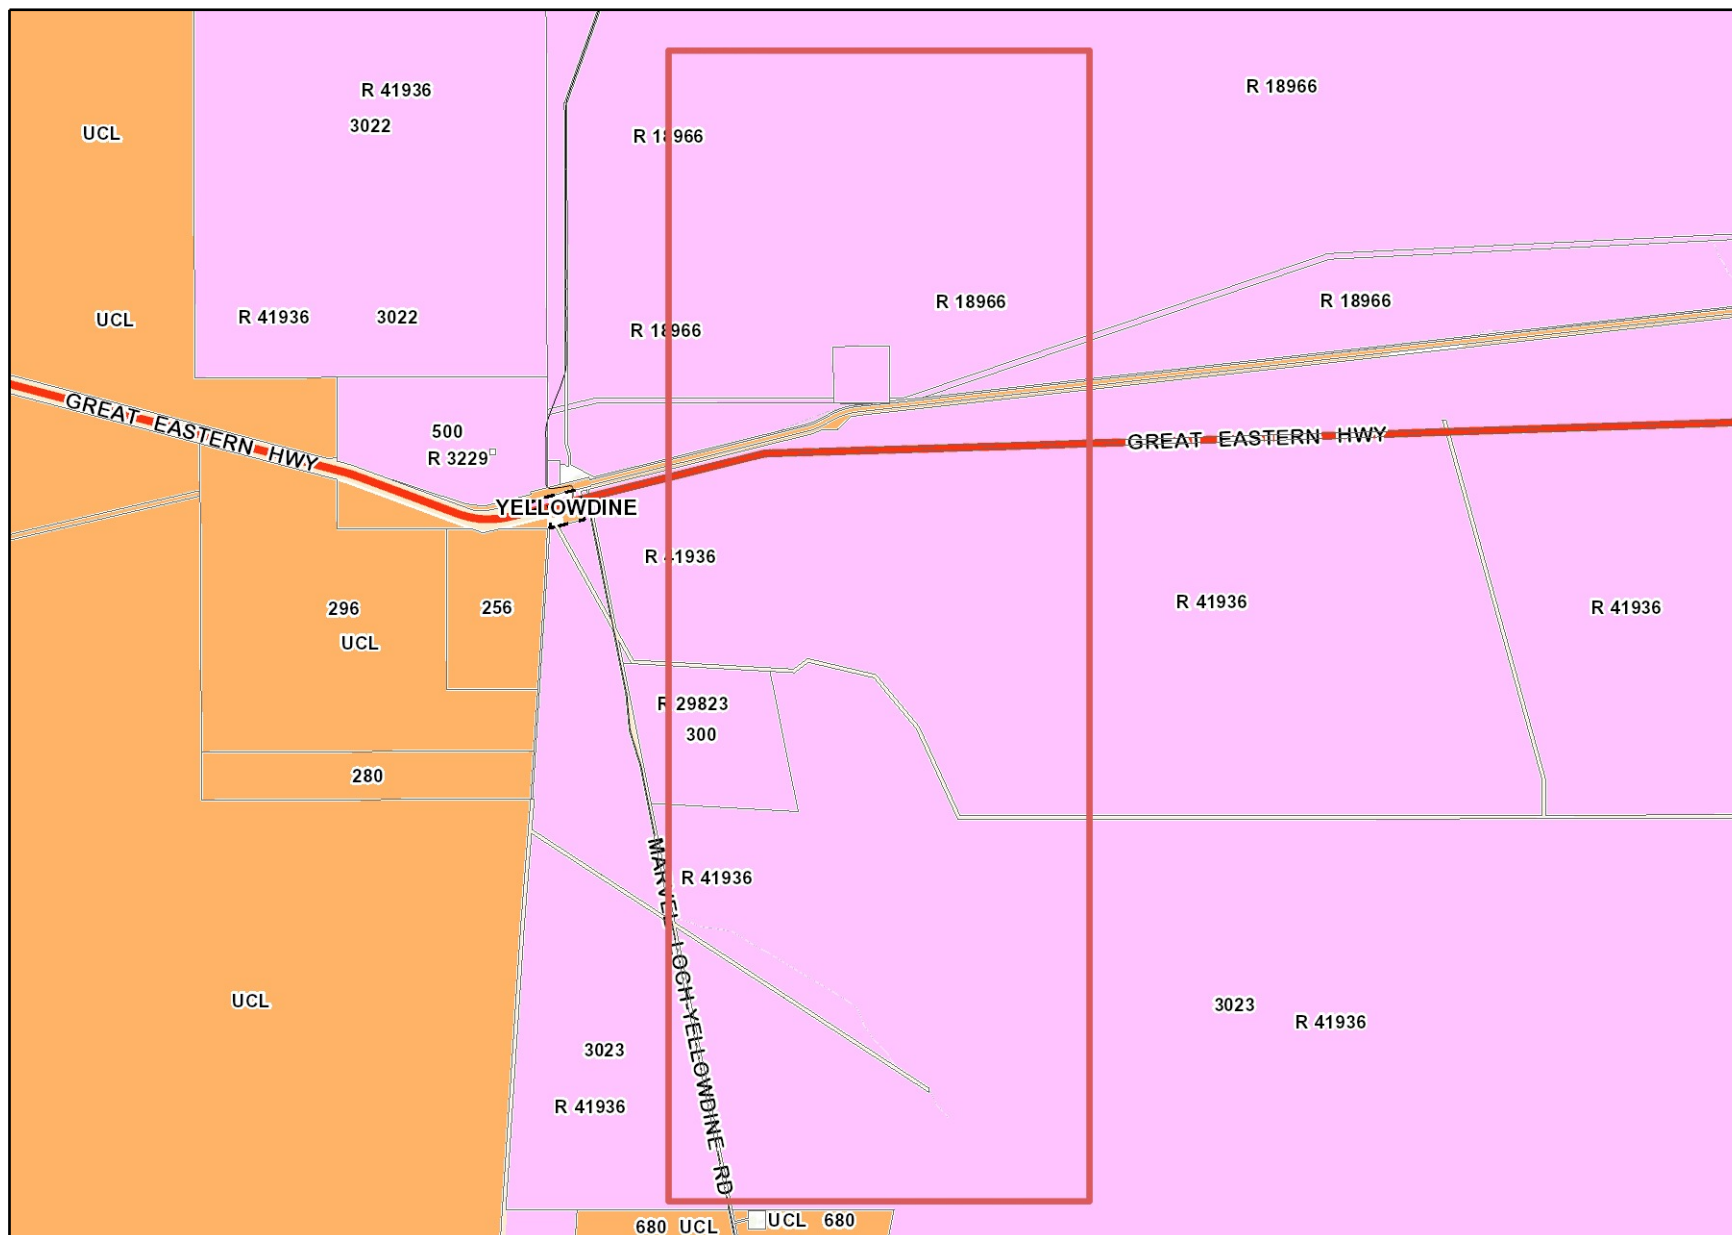 R 18966
R 41936
UCL
3022
R 18966
R 18966
R 18966
R 41936
3022
UCL
R 18966
GREAT EASTERN HWY
500
GREAT EASTERN HWY
R 3229
YELLOWDINE
R 41936
R 41936
296
256
R 41936
UCL
R 29823
300
280
R 41936
MARVEL LOCH-YELLOWDINE RD
UCL
3023
R 41936
3023
R 41936
680 UCL
UCL 680